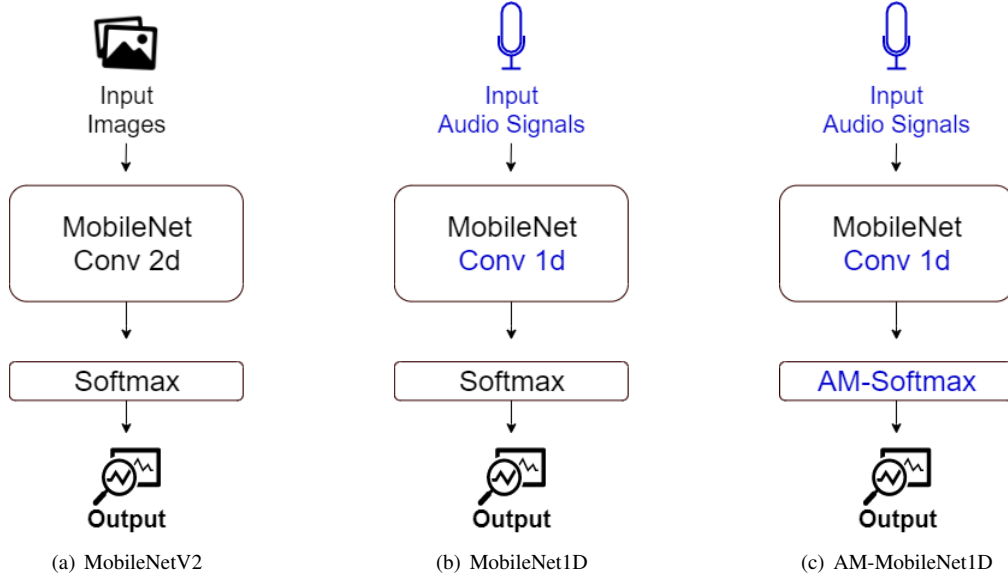 Input
Images
MobileNet
Conv 2d
Softmax
Output
(a) MobileNetV2
Input
Audio Signals
MobileNet
Conv 1d
Softmax
Output
(b) MobileNet1D
Input
Audio Signals
MobileNet
Conv 1d
AM-Softmax
Output
(c) AM-MobileNet1D